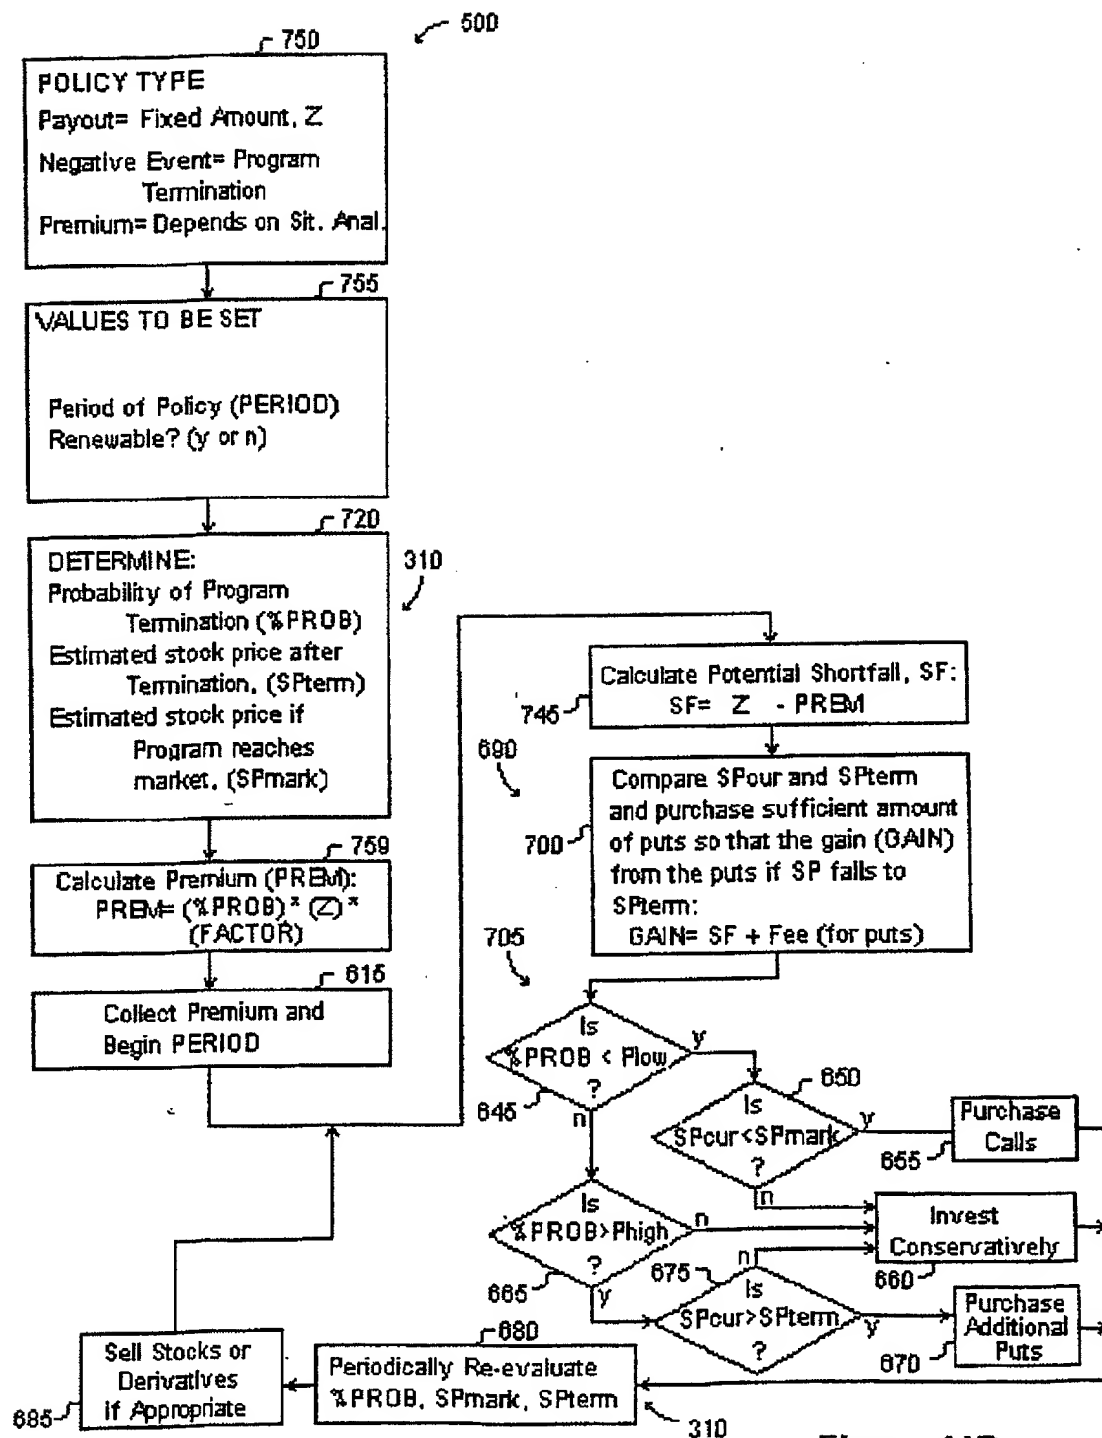 500
750
POLICY TYPE
Payout= Fixed Amount, Z
Negative Event= Program
Termination
Premium= Depends on Sit. Anal.
755
VALUES TO BE SET
Period of Policy (PERIOD)
Renewable? (y or n)
720
DETERMINE:
Probability of Program
Termination (%PROB)
Estimated stock price after
Termination, (SPterm)
Estimated stock price if
Program reaches
market, (SPmark)
310
759
Calculate Premium (PREM):
PREM= (%PROB)* (Z)*
(FACTOR)
615
Collect Premium and
Begin PERIOD
Calculate Potential Shortfall, SF:
SF= Z - PREM
745
690
Compare SPcur and SPterm
and purchase sufficient amount
of puts so that the gain (GAIN)
from the puts if SP falls to
SPterm:
GAIN= SF + Fee (for puts)
700
705
Is
%PROB < Plow
?
645
y
n
650
Is
SPcur<SPmark
?
y
n
Purchase
Calls
655
Is
%PROB>Phigh
?
665
n
y
Invest
Conservatively
660
675
n
Is
SPcur>SPterm
?
y
Purchase
Additional
Puts
670
680
Periodically Re-evaluate
%PROB, SPmark, SPterm
310
Sell Stocks or
Derivatives
if Appropriate
685